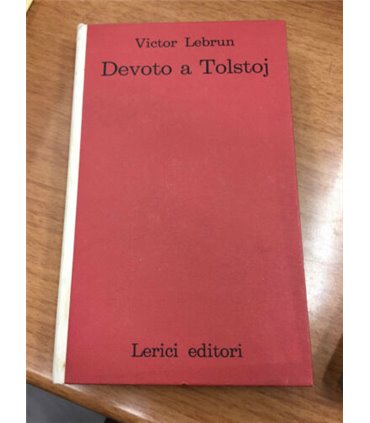 Victor Lebrun
Devoto a Tolstoj
Lerici editori